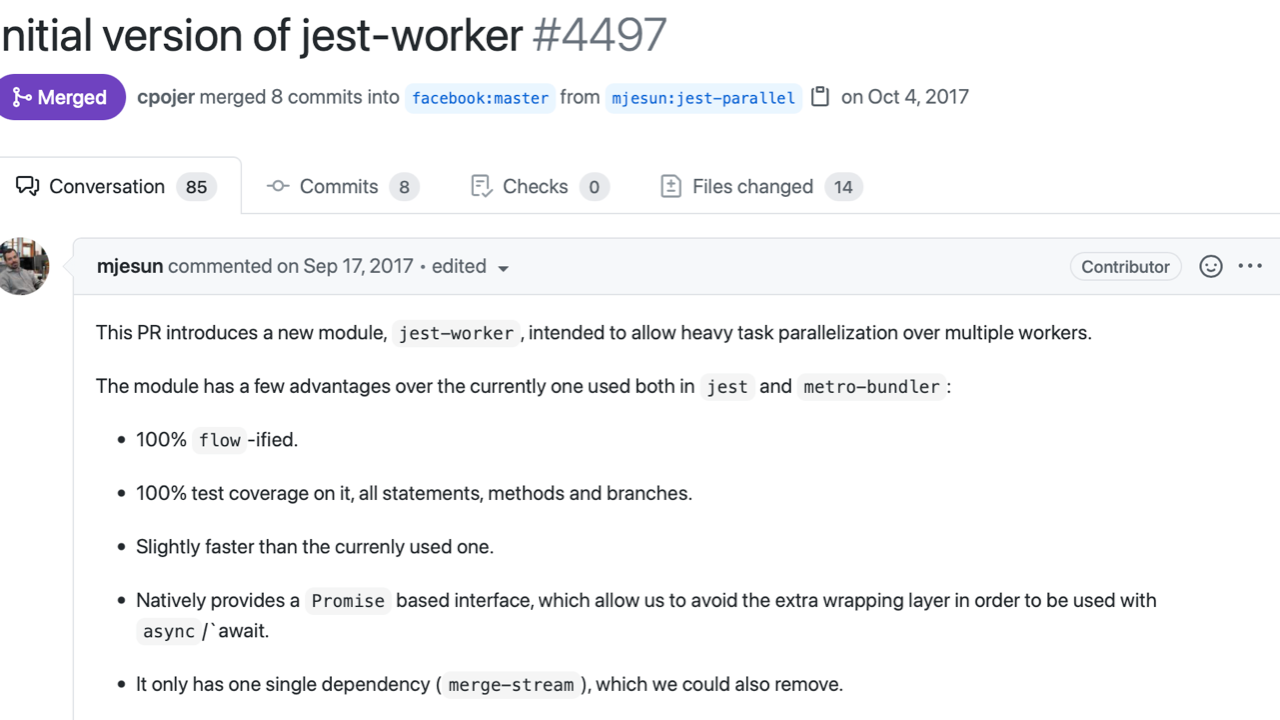 nitial version of jest-worker #4497
Merged cpojer merged 8 commits into facebook:master from mjesun:jest-parallel on Oct 4, 2017
Conversation 85 Commits 8 Checks 0 Files changed 14
mjesun commented on Sep 17, 2017 • edited Contributor
This PR introduces a new module, jest-worker, intended to allow heavy task parallelization over multiple workers.
The module has a few advantages over the currently one used both in jest and metro-bundler:
• 100% flow-ified.
• 100% test coverage on it, all statements, methods and branches.
• Slightly faster than the currenly used one.
• Natively provides a Promise based interface, which allow us to avoid the extra wrapping layer in order to be used with
async/`await.
• It only has one single dependency (merge-stream), which we could also remove.